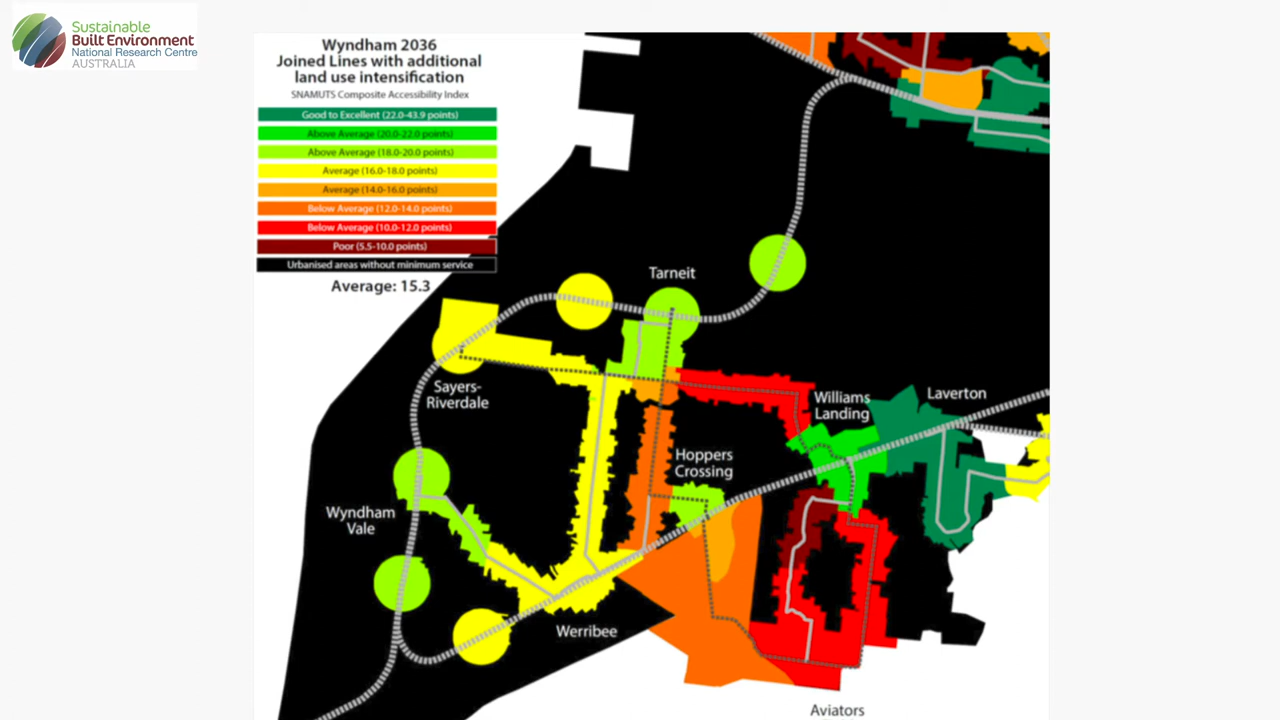 Sustainable
Built Environment
National Research Centre
AUSTRALIA
Wyndham 2036
Joined Lines with additional
land use intensification
SNAMUTS Composite Accessibility Index
Good to Excellent (22.0-43.9 points)
Above Average (20.0-22.0 points)
Above Average (18.0-20.0 points)
Average (16.0-18.0 points)
Average (14.0-16.0 points)
Below Average (12.0-14.0 points)
Below Average (10.0-12.0 points)
Poor (5.5-10.0 points)
Urbanised areas without minimum service
Average: 15.3
Tarneit
Sayers-
Riverdale
Williams
Landing
Laverton
Hoppers
Crossing
Wyndham
Vale
Werribee
Aviators